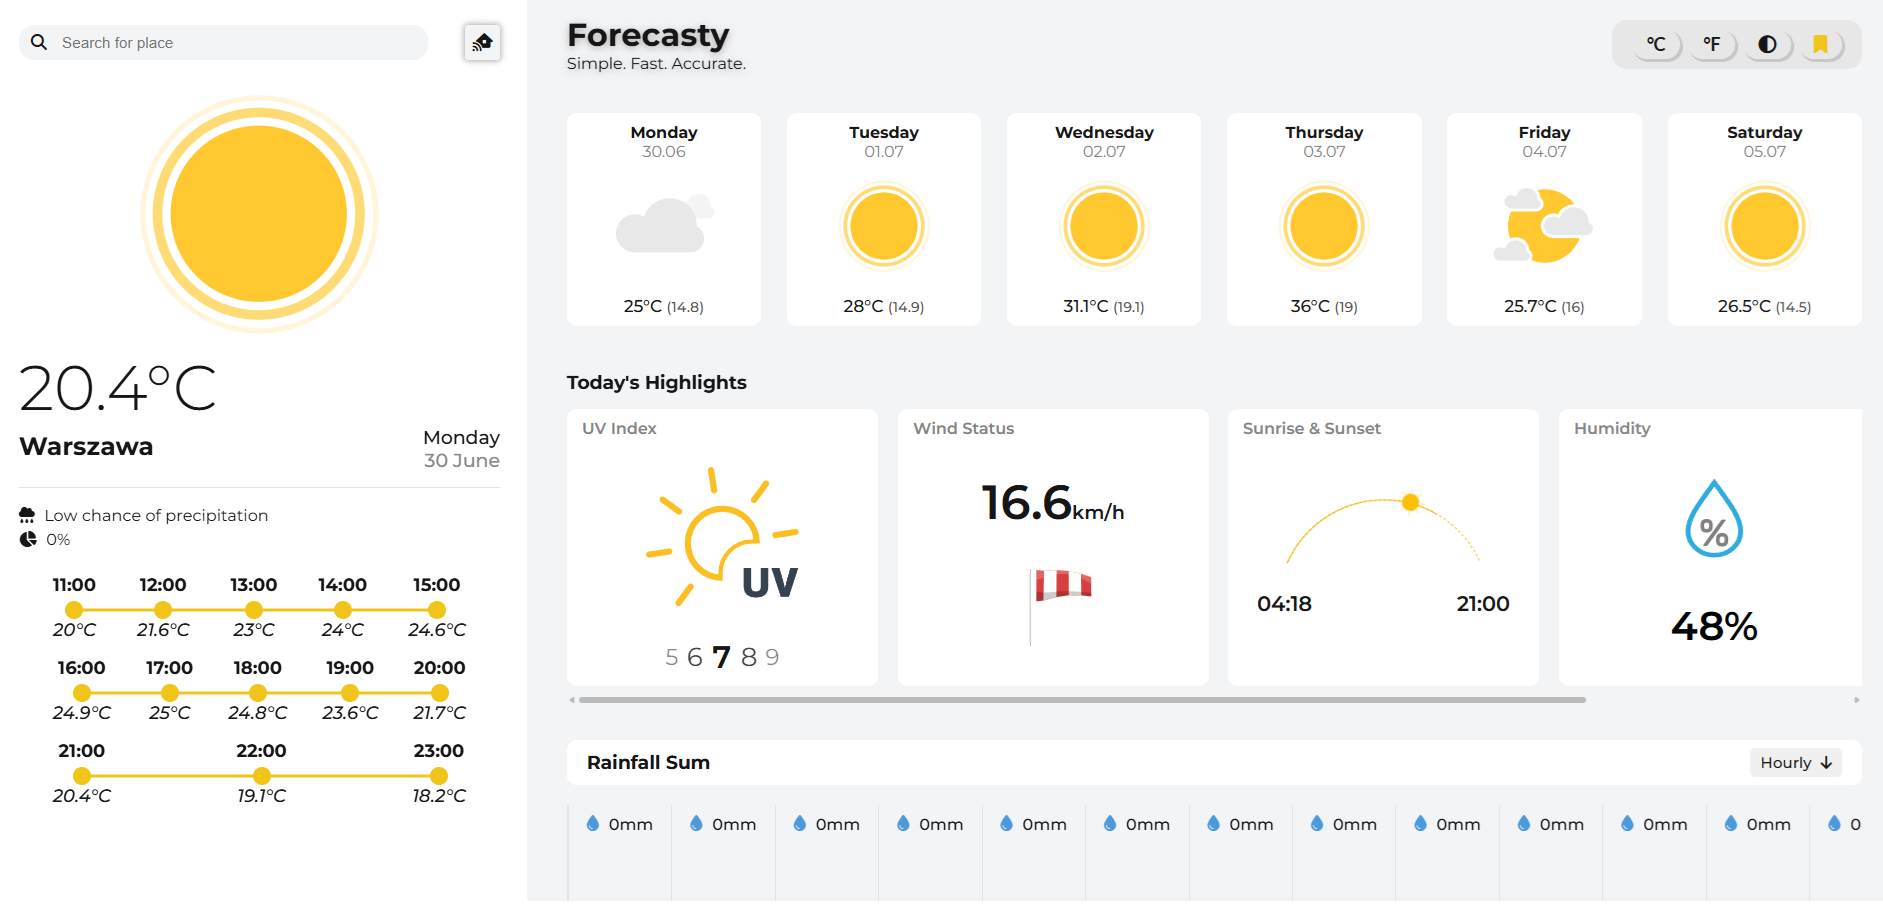 Search for place
20.4°C
Warszawa
Monday
30 June
Low chance of precipitation
0%
11:00 12:00 13:00 14:00 15:00
20°C 21.6°C 23°C 24°C 24.6°C
16:00 17:00 18:00 19:00 20:00
24.9°C 25°C 24.8°C 23.6°C 21.7°C
21:00 22:00 23:00
20.4°C 19.1°C 18.2°C
Forecasty
Simple. Fast. Accurate.
°C °F
Monday
30.06
25°C (14.8)
Tuesday
01.07
28°C (14.9)
Wednesday
02.07
31.1°C (19.1)
Thursday
03.07
36°C (19)
Friday
04.07
25.7°C (16)
Saturday
05.07
26.5°C (14.5)
Today's Highlights
UV Index
UV
5 6 7 8 9
Wind Status
16.6km/h
Sunrise & Sunset
04:18 21:00
Humidity
%
48%
Rainfall Sum
Hourly
0mm 0mm 0mm 0mm 0mm 0mm 0mm 0mm 0mm 0mm 0mm 0mm 0